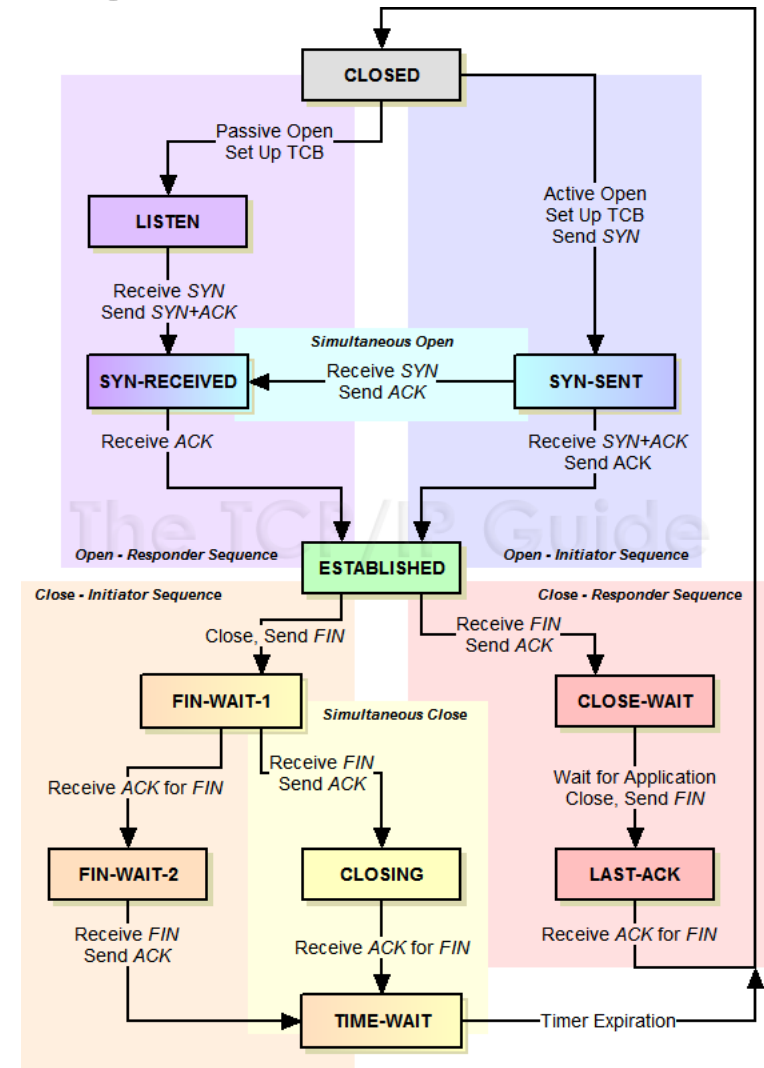 CLOSED
Passive Open
Set Up TCB
LISTEN
Active Open
Set Up TCB
Send SYN
Receive SYN
Send SYN+ACK
Simultaneous Open
SYN-RECEIVED
Receive SYN
Send ACK
SYN-SENT
Receive ACK
Receive SYN+ACK
Send ACK
The TCP/IP Guide
Open - Responder Sequence
Open - Initiator Sequence
ESTABLISHED
Close - Initiator Sequence
Close - Responder Sequence
Close, Send FIN
Receive FIN
Send ACK
FIN-WAIT-1
CLOSE-WAIT
Simultaneous Close
Receive ACK for FIN
Receive FIN
Send ACK
Wait for Application
Close, Send FIN
FIN-WAIT-2
CLOSING
LAST-ACK
Receive FIN
Send ACK
Receive ACK for FIN
Receive ACK for FIN
TIME-WAIT
Timer Expiration